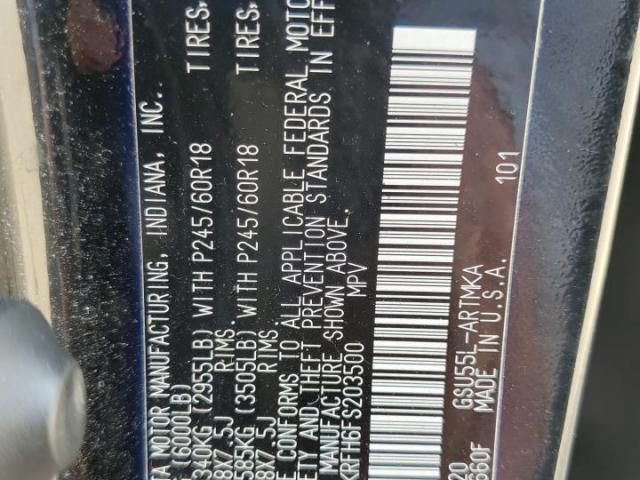 TA MOTOR MANUFACTURING, INDIANA, INC.
(6000LB)
340KG (2955LB) WITH P245/60R18 TIRES,
8X7.5J RIMS.
585KG (3505LB) WITH P245/60R18 TIRES,
8X7.5J RIMS.
E CONFORMS TO ALL APPLICABLE FEDERAL MOTO
ETY AND THEFT PREVENTION STANDARDS IN EFF
MANUFACTURE SHOWN ABOVE.
KRFH6FS203500 MPV
20 GSU55L-ARTMKA
660F MADE IN U.S.A. 101